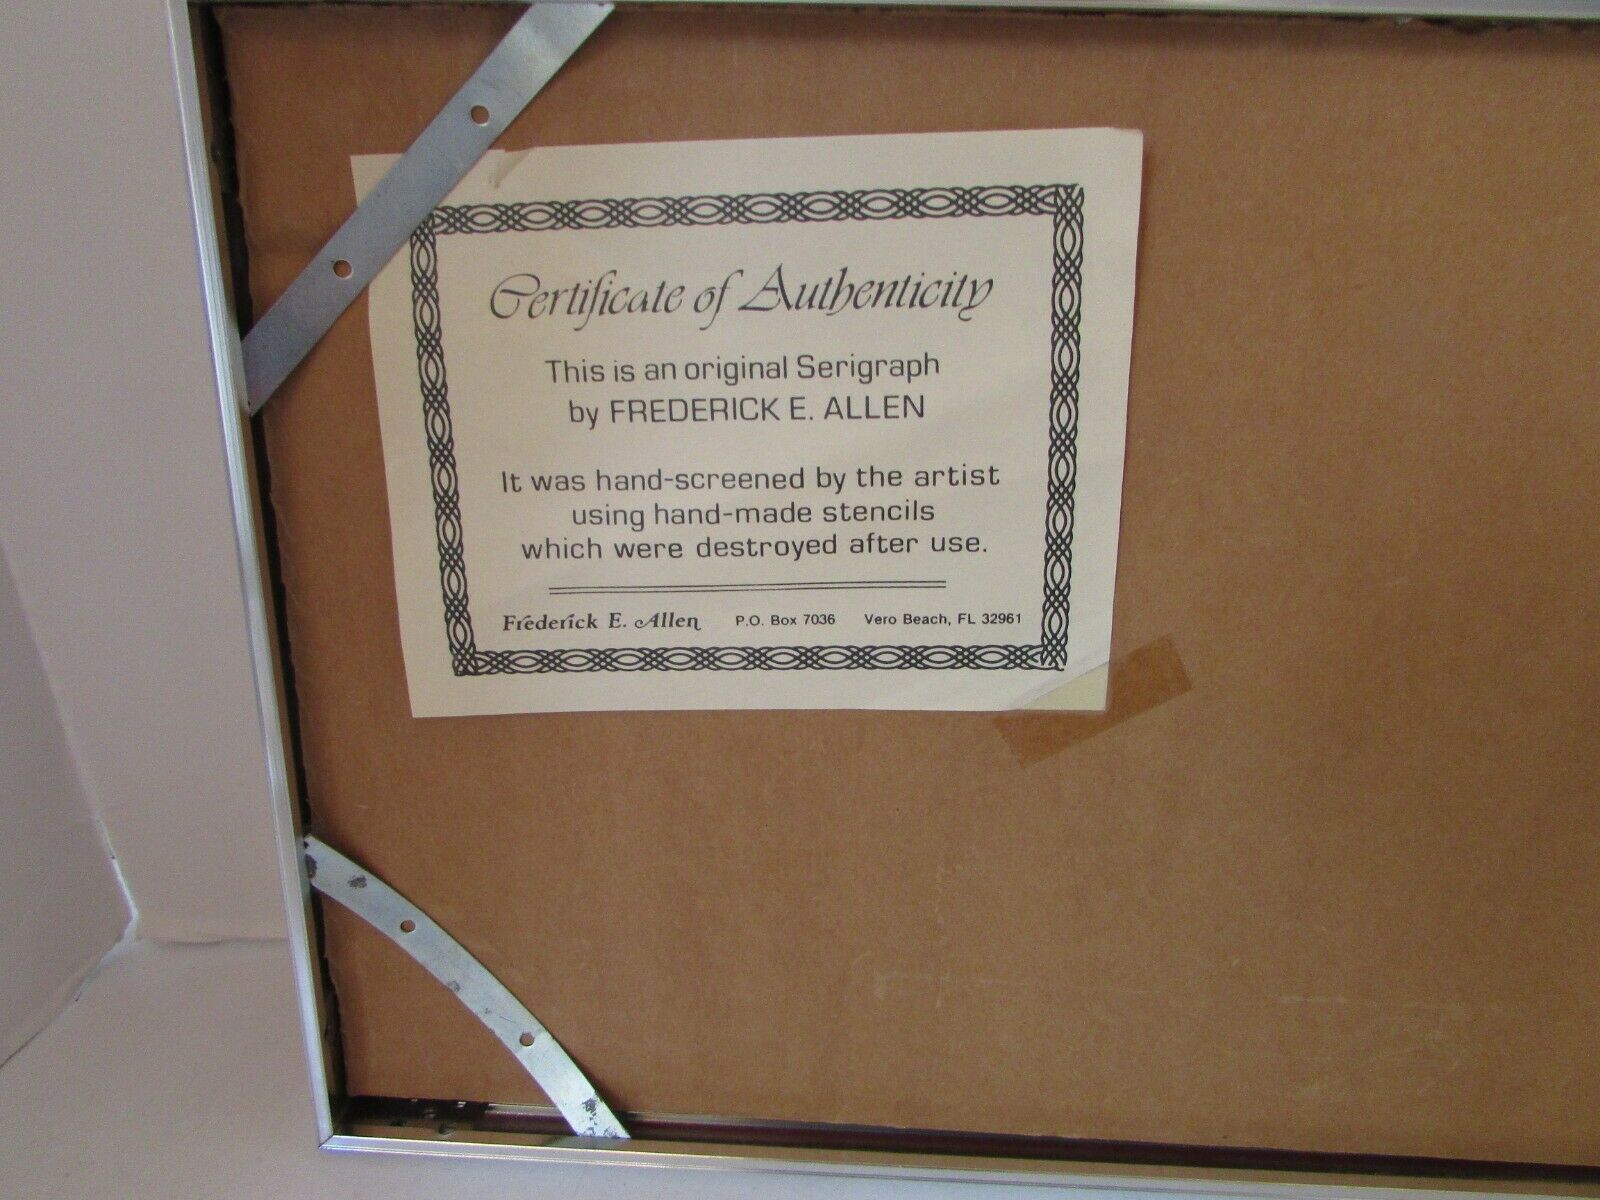 Certificate of Authenticity
This is an original Serigraph
by FREDERICK E. ALLEN
It was hand-screened by the artist
using hand-made stencils
which were destroyed after use.
Frederick E. Allen P.O. Box 7036 Vero Beach, FL 32961